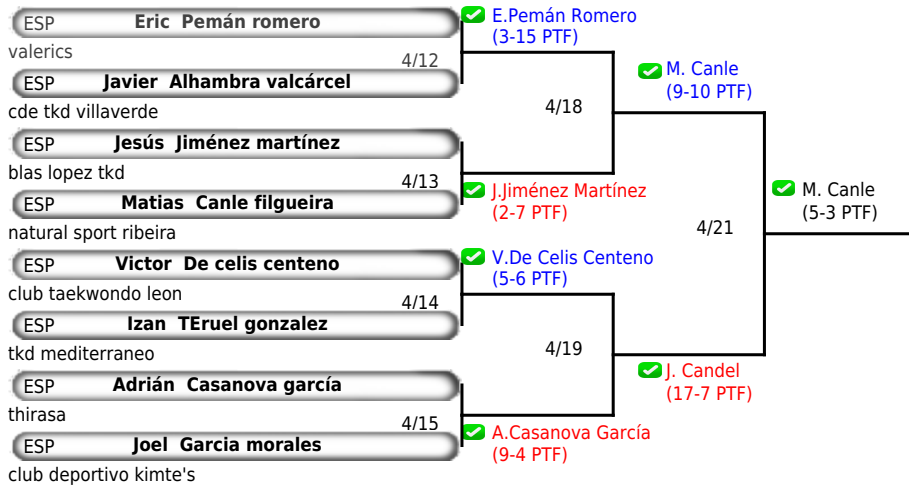 ESP Eric Pemán romero
valerics
4/12
ESP Javier Alhambra valcárcel
cde tkd villaverde
ESP Jesús Jiménez martínez
blas lopez tkd
4/13
ESP Matias Canle filgueira
natural sport ribeira
ESP Victor De celis centeno
club taekwondo leon
4/14
ESP Izan TEruel gonzalez
tkd mediterraneo
ESP Adrián Casanova garcía
thirasa
4/15
ESP Joel Garcia morales
club deportivo kimte's
E.Pemán Romero
(3-15 PTF)
4/18
J.Jiménez Martínez
(2-7 PTF)
V.De Celis Centeno
(5-6 PTF)
4/19
A.Casanova García
(9-4 PTF)
M. Canle
(9-10 PTF)
4/21
J. Candel
(17-7 PTF)
M. Canle
(5-3 PTF)